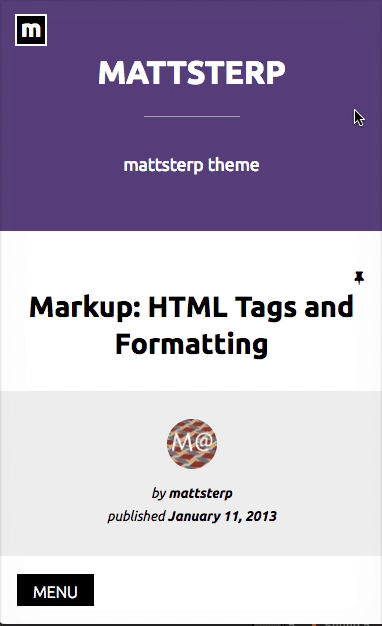 m
MATTSTERP
mattsterp theme
Markup: HTML Tags and
Formatting
M@
by mattsterp
published January 11, 2013
MENU